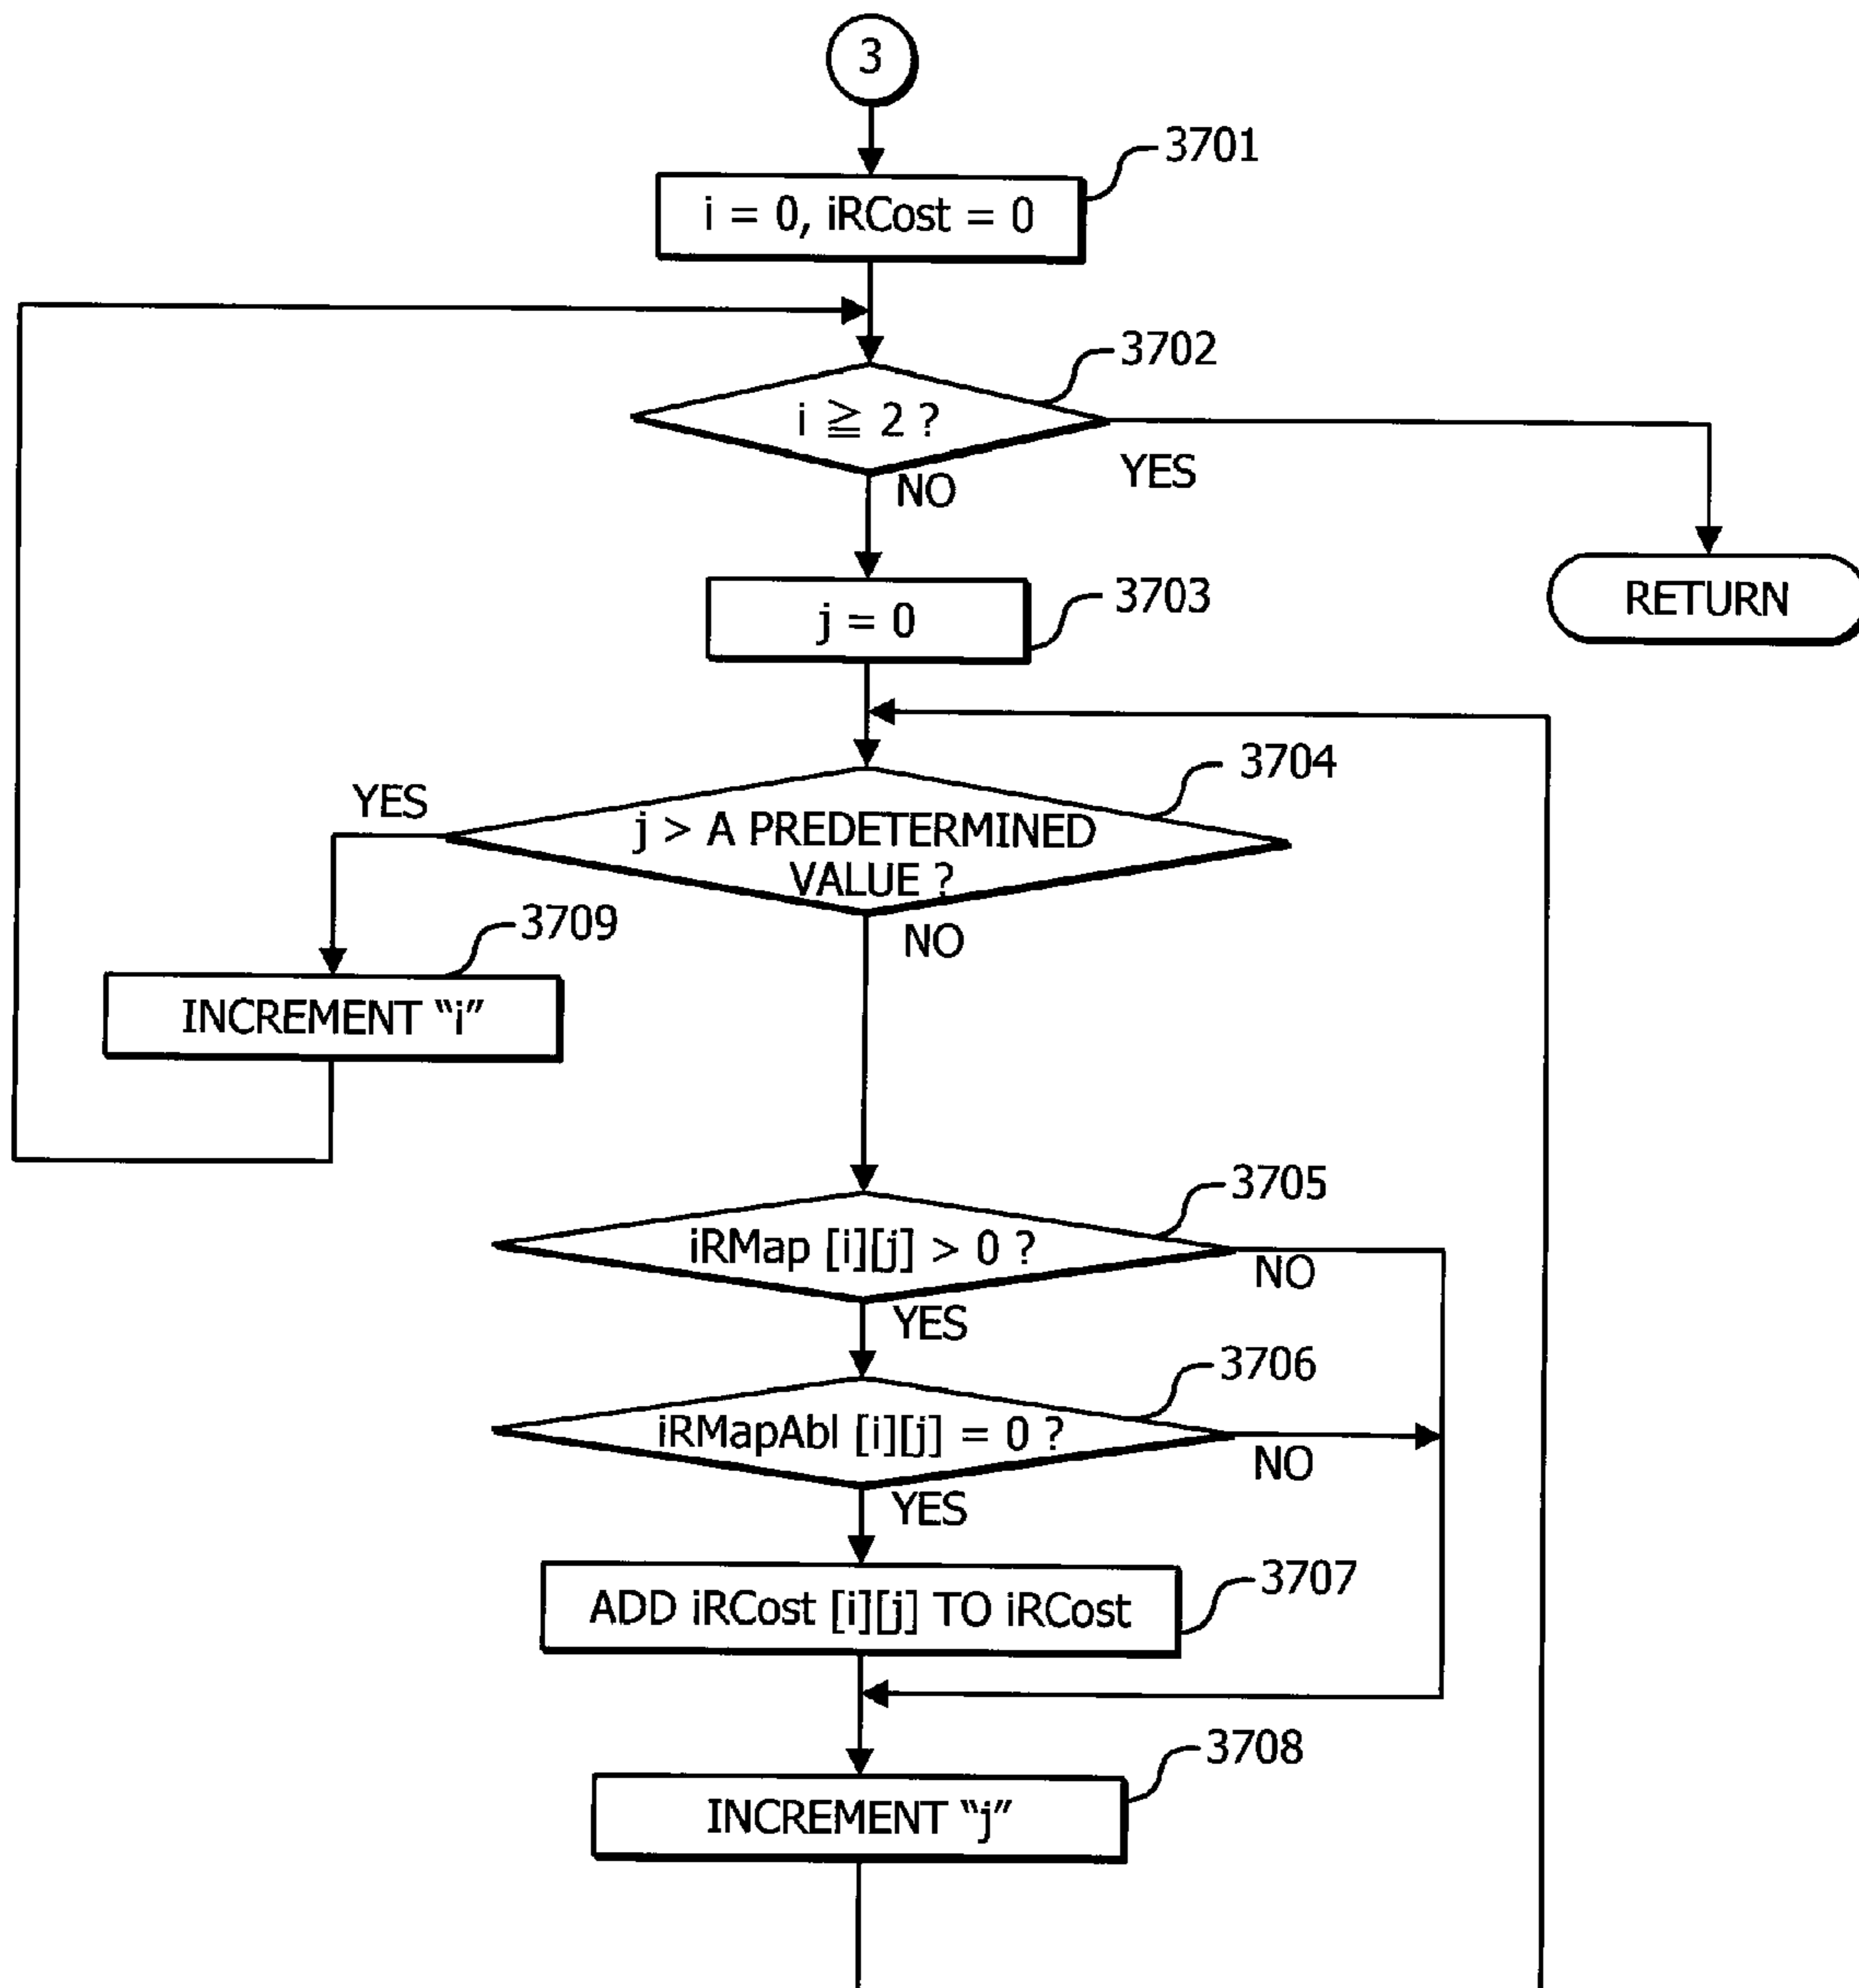 3
3701
i = 0, iRCost = 0
3702
i ≧ 2 ?
YES
NO
3703
j = 0
RETURN
3704
YES
j > A PREDETERMINED
VALUE ?
3709
NO
INCREMENT “i”
3705
iRMap [i][j] > 0 ?
NO
YES
3706
iRMapAbl [i][j] = 0 ?
NO
YES
3707
ADD iRCost [i][j] TO iRCost
3708
INCREMENT “j”